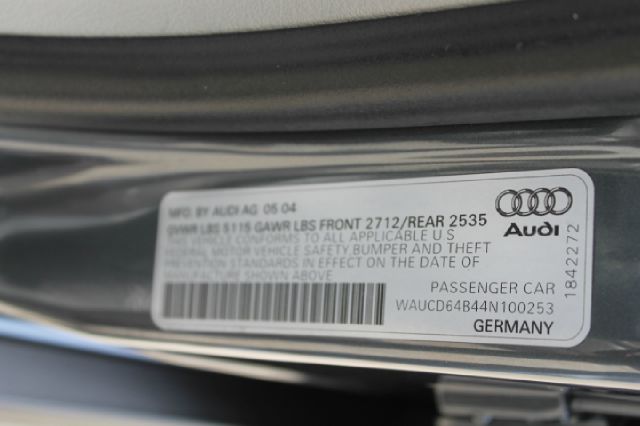 MFD. BY AUDI AG 05 04
GVWR LBS 5115 GAWR LBS FRONT 2712/REAR 2535
THIS VEHICLE CONFORMS TO ALL APPLICABLE U.S
FEDERAL MOTOR VEHICLE SAFETY BUMPER AND THEFT
STANDARDS IN EFFECT ON THE DATE OF
MANUFACTURE SHOWN ABOVE
Audi
1842272
PASSENGER CAR
WAUCD64B44N100253
GERMANY